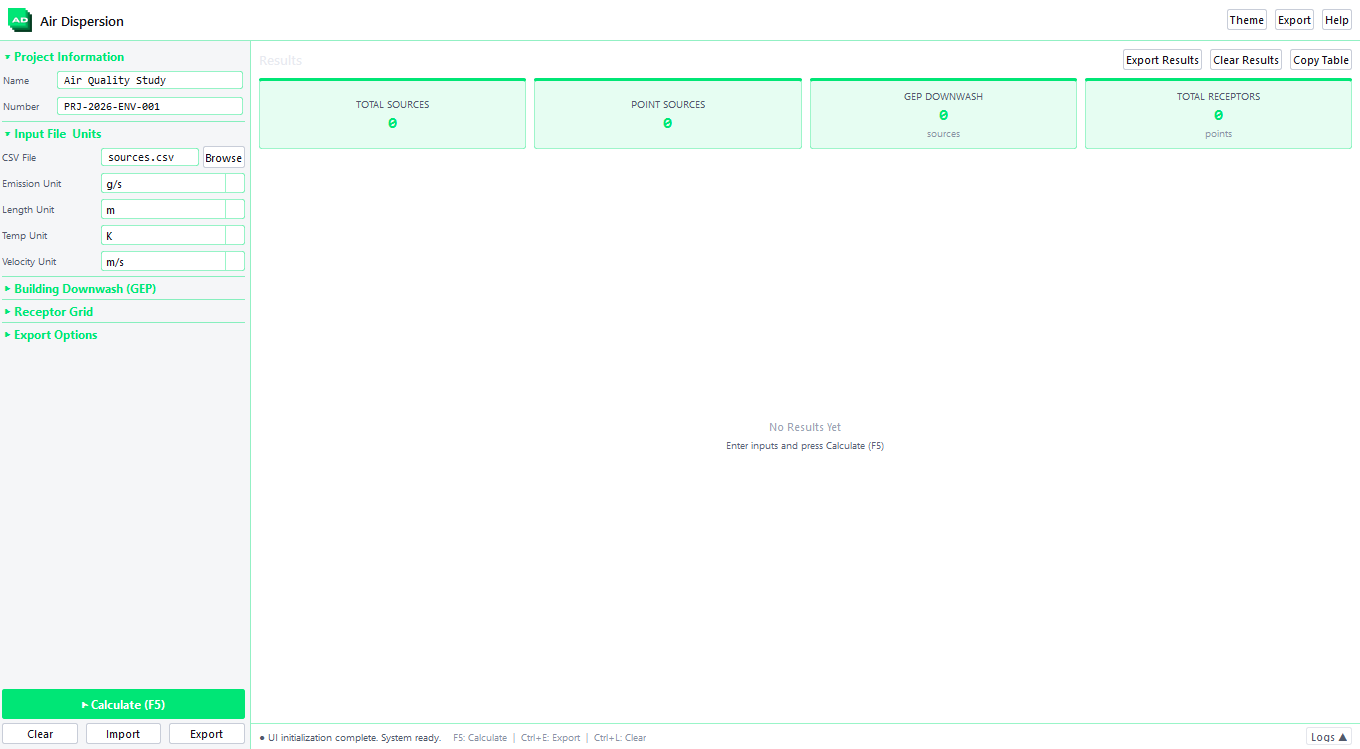 AD Air Dispersion
Theme Export Help
▾ Project Information
Name Air Quality Study
Number PRJ-2026-ENV-001
▾ Input File Units
CSV File sources.csv Browse
Emission Unit g/s
Length Unit m
Temp Unit K
Velocity Unit m/s
▸ Building Downwash (GEP)
▸ Receptor Grid
▸ Export Options
▸ Calculate (F5)
Clear Import Export
Results
Export Results Clear Results Copy Table
TOTAL SOURCES
0
POINT SOURCES
0
GEP DOWNWASH
0
sources
TOTAL RECEPTORS
0
points
No Results Yet
Enter inputs and press Calculate (F5)
● UI initialization complete. System ready. F5: Calculate | Ctrl+E: Export | Ctrl+L: Clear
Logs ▲